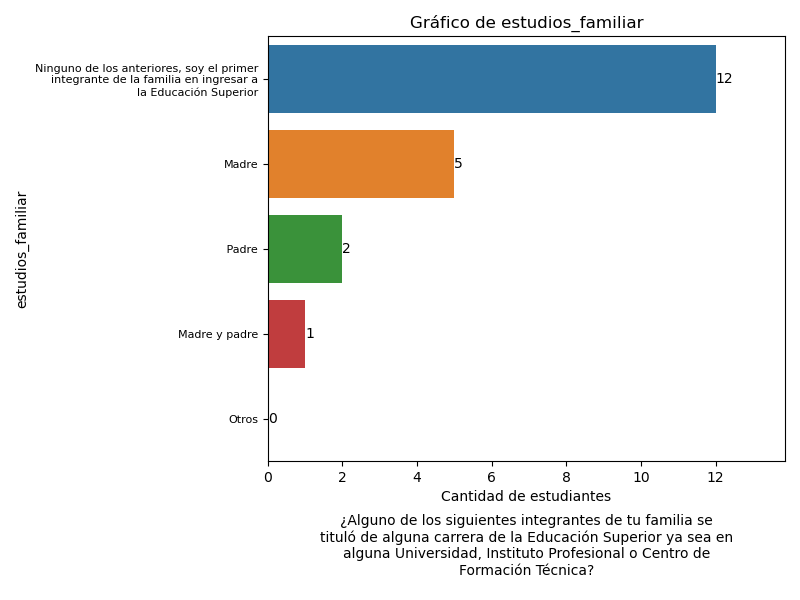 Gráfico de estudios_familiar
Ninguno de los anteriores, soy el primer
integrante de la familia en ingresar a
la Educación Superior
12
Madre
5
Padre
2
Madre y padre
1
Otros
0
estudios_familiar
0 2 4 6 8 10 12
Cantidad de estudiantes
¿Alguno de los siguientes integrantes de tu familia se
tituló de alguna carrera de la Educación Superior ya sea en
alguna Universidad, Instituto Profesional o Centro de
Formación Técnica?